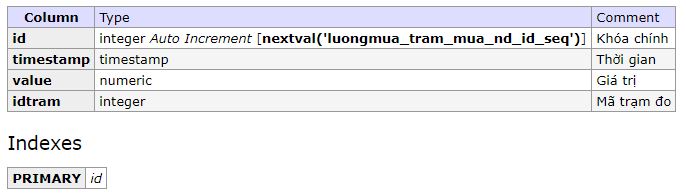 Column Type Comment
id integer Auto Increment [nextval('luongmua_tram_mua_nd_id_seq')] Khóa chính
timestamp timestamp Thời gian
value numeric Giá trị
idtram integer Mã trạm đo
Indexes
PRIMARY id